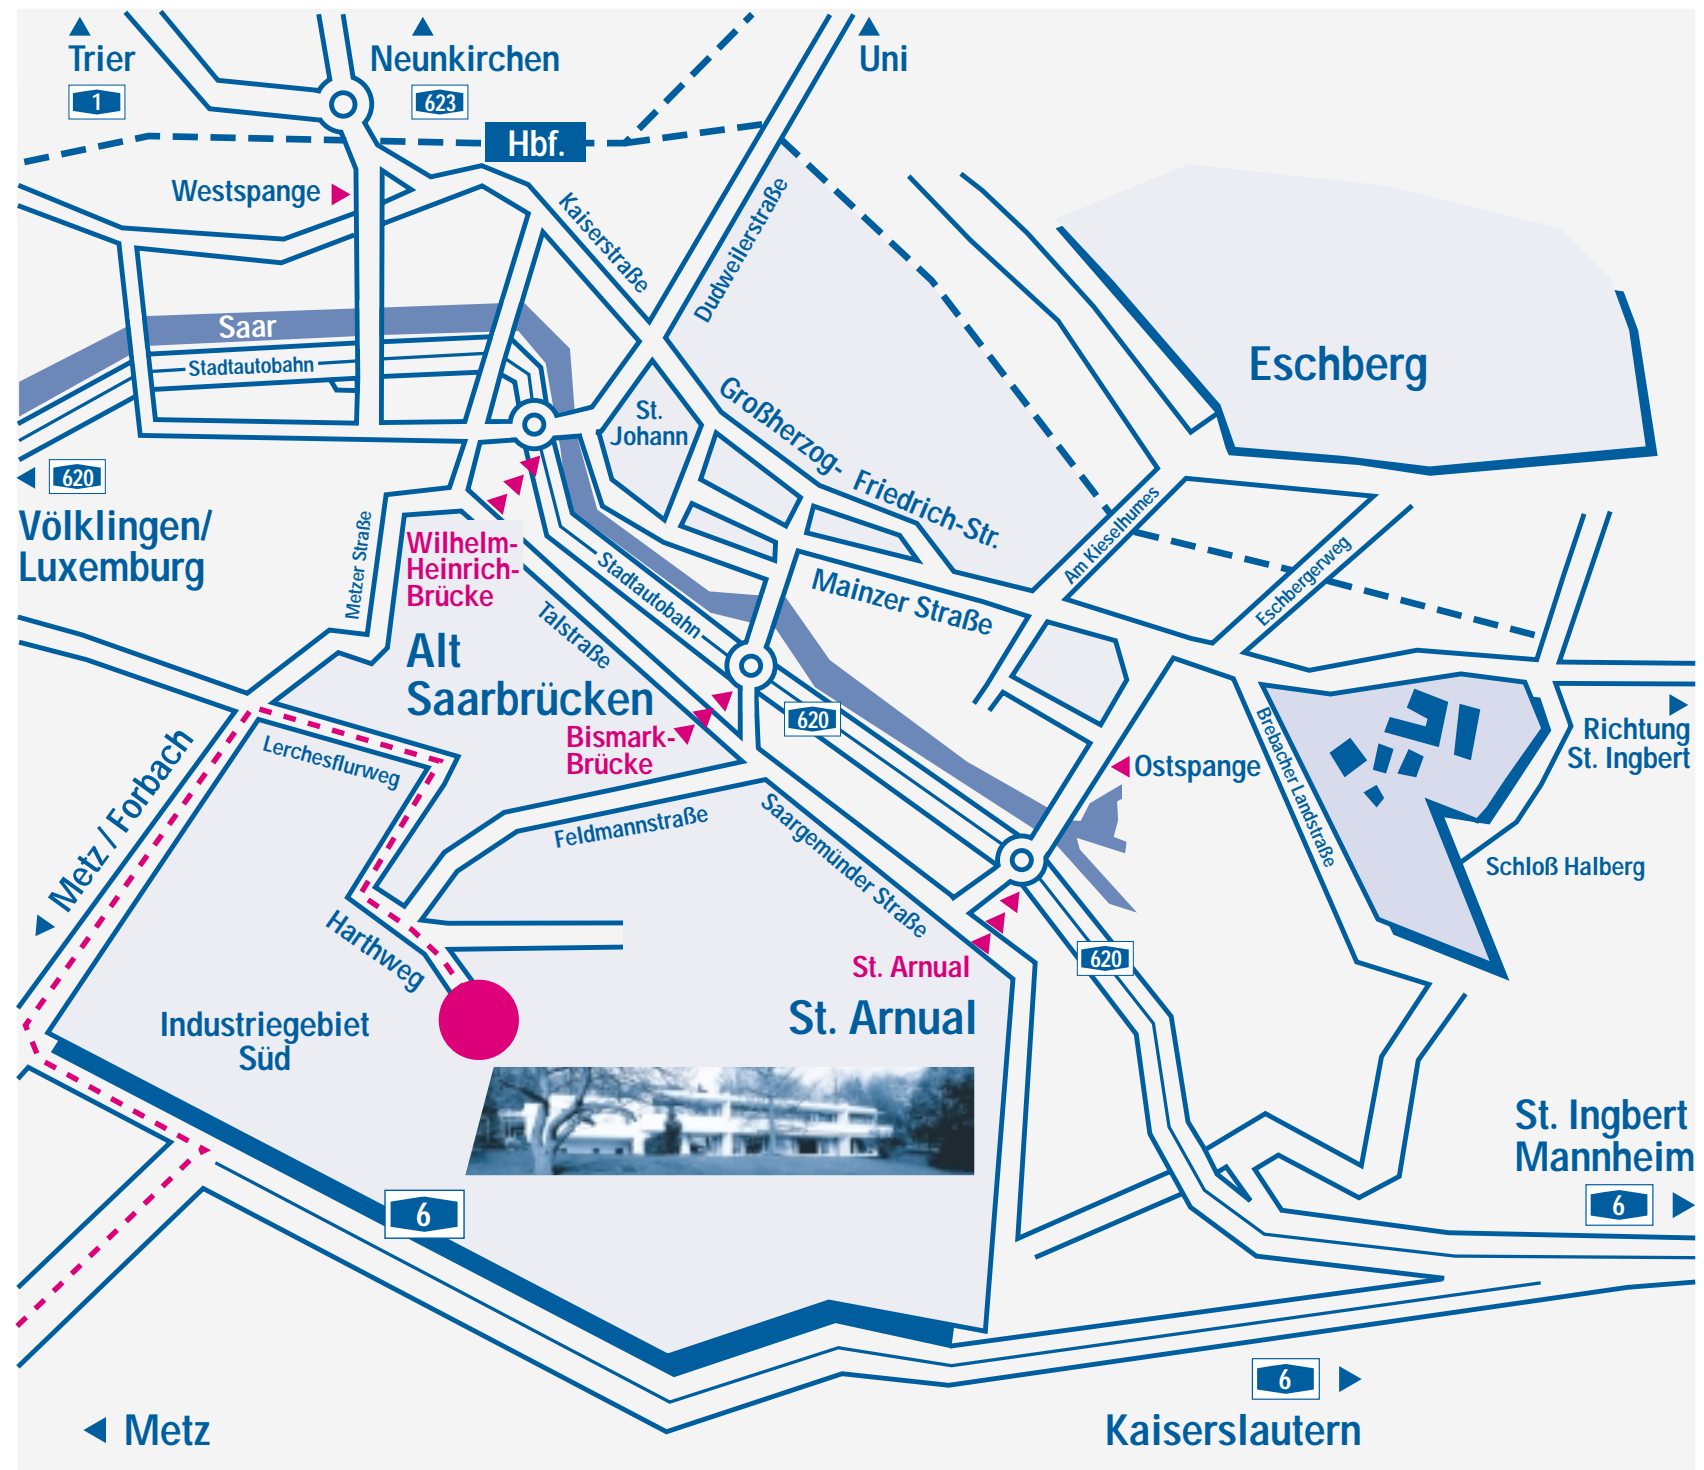 Trier
1
Neunkirchen
623
Uni
Hbf.
Westspange
Kaiserstraße
Dudweilerstraße
Saar
Stadtautobahn
Eschberg
St.
Johann
Großherzog-
Friedrich-Str.
620
Völklingen/
Luxemburg
Metzer Straße
Wilhelm-
Heinrich-
Brücke
Stadtautobahn
Talstraße
Mainzer Straße
Am Kieselhumes
Eschbergerweg
Alt
Saarbrücken
Bismark-
Brücke
620
Ostspange
Brebacher Landstraße
Richtung
St. Ingbert
Lerchesflurweg
Metz / Forbach
Feldmannstraße
Saargemünder Straße
Schloß Halberg
Harthweg
St. Arnual
620
St. Arnual
Industriegebiet
Süd
St. Ingbert
Mannheim
6
6
6
Kaiserslautern
Metz